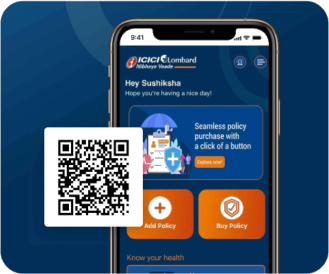 9:41
ICICI Lombard
Nibhaye Vaade
Hey Sushiksha
Hope you're having a nice day!
Seamless policy
purchase with
a click of a button
Explore now!
Add Policy
Buy Policy
Know your health